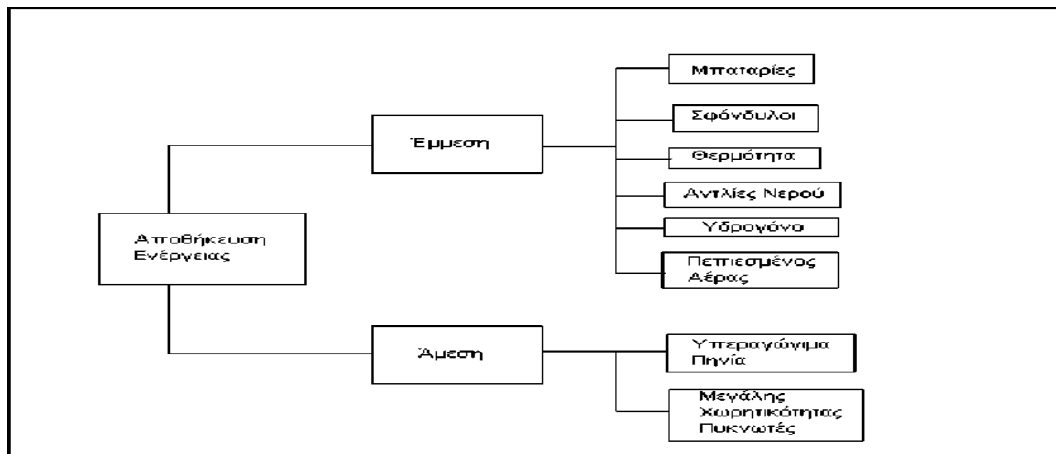 Αποθήκευση
Ενέργειας
Έμμεση
Μπαταρίες
Σφόνδυλοι
Θερμότητα
Αντλίες Νερού
Υδρογόνο
Πεπιεσμένος
Αέρας
Άμεση
Υπεραγώγιμα
Πηνία
Μεγάλης
Χωρητικότητας
Πυκνωτές